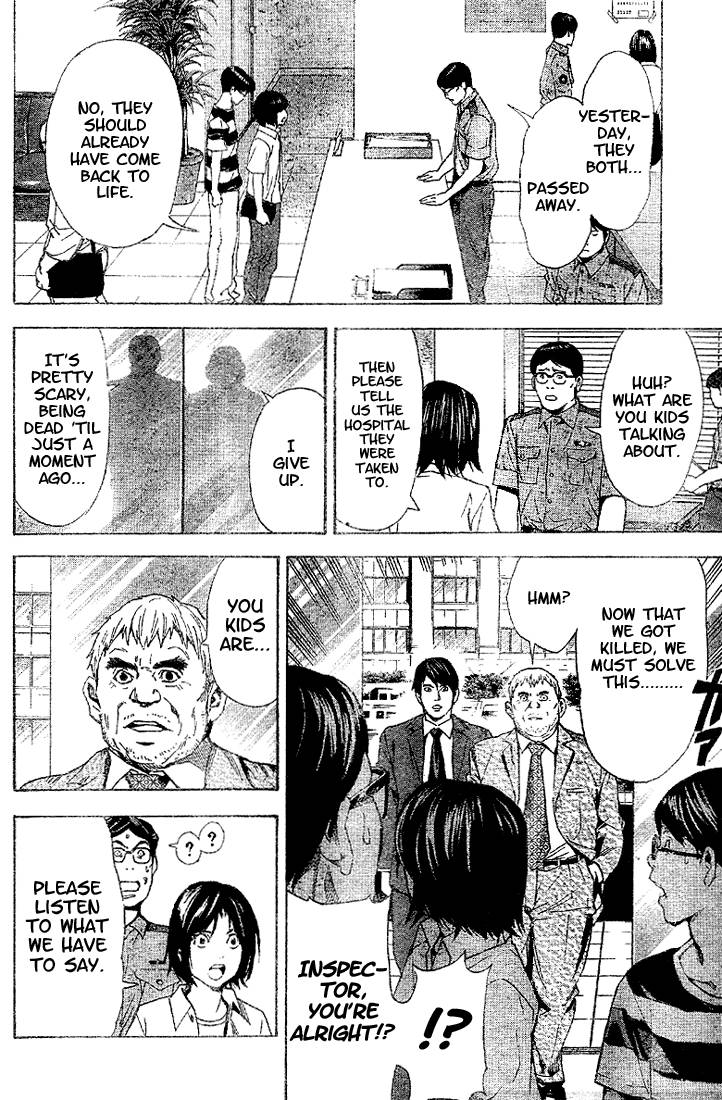 YESTER-
DAY,
THEY
BOTH...
PASSED
AWAY.
NO, THEY
SHOULD
ALREADY
HAVE COME
BACK TO
LIFE.
HUH?
WHAT ARE
YOU KIDS
TALKING
ABOUT.
THEN
PLEASE
TELL
US THE
HOSPITAL
THEY
WERE
TAKEN
TO.
I
GIVE
UP.
IT'S
PRETTY
SCARY,
BEING
DEAD 'TIL
JUST A
MOMENT
AGO...
NOW THAT
WE GOT
KILLED, WE
MUST SOLVE
THIS.........
HMM?
INSPEC-
TOR,
YOU'RE
ALRIGHT!?
!?
YOU
KIDS
ARE...
? ?
PLEASE
LISTEN
TO WHAT
WE HAVE
TO SAY.